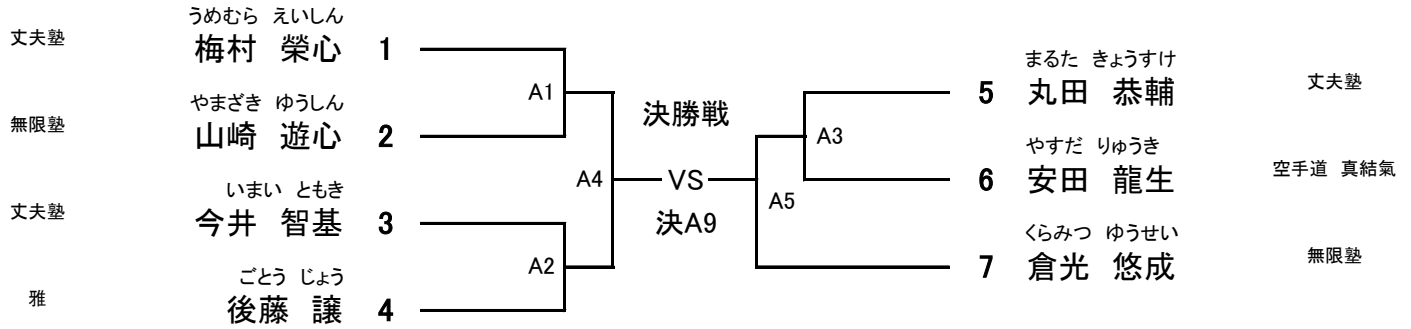 うめむら えいしん
丈夫塾 梅村 榮心 1
A1
やまざき ゆうしん
無限塾 山崎 遊心 2
A4
いまい ともき
丈夫塾 今井 智基 3
A2
ごとう じょう
雅 後藤 譲 4
決勝戦
VS
決A9
まるた きょうすけ
5 丸田 恭輔 丈夫塾
A3
やすだ りゅうき
6 安田 龍生 空手道 真結氣
A5
くらみつ ゆうせい
7 倉光 悠成 無限塾